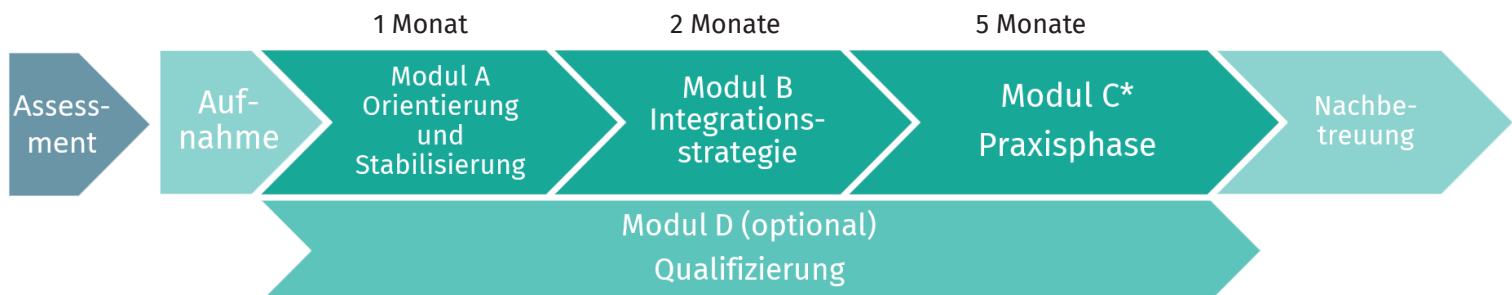 1 Monat
2 Monate
5 Monate
Assess-
ment
Auf-
nahme
Modul A
Orientierung
und
Stabilisierung
Modul B
Integrations-
strategie
Modul C*
Praxisphase
Nachbe-
treuung
Modul D (optional)
Qualifizierung